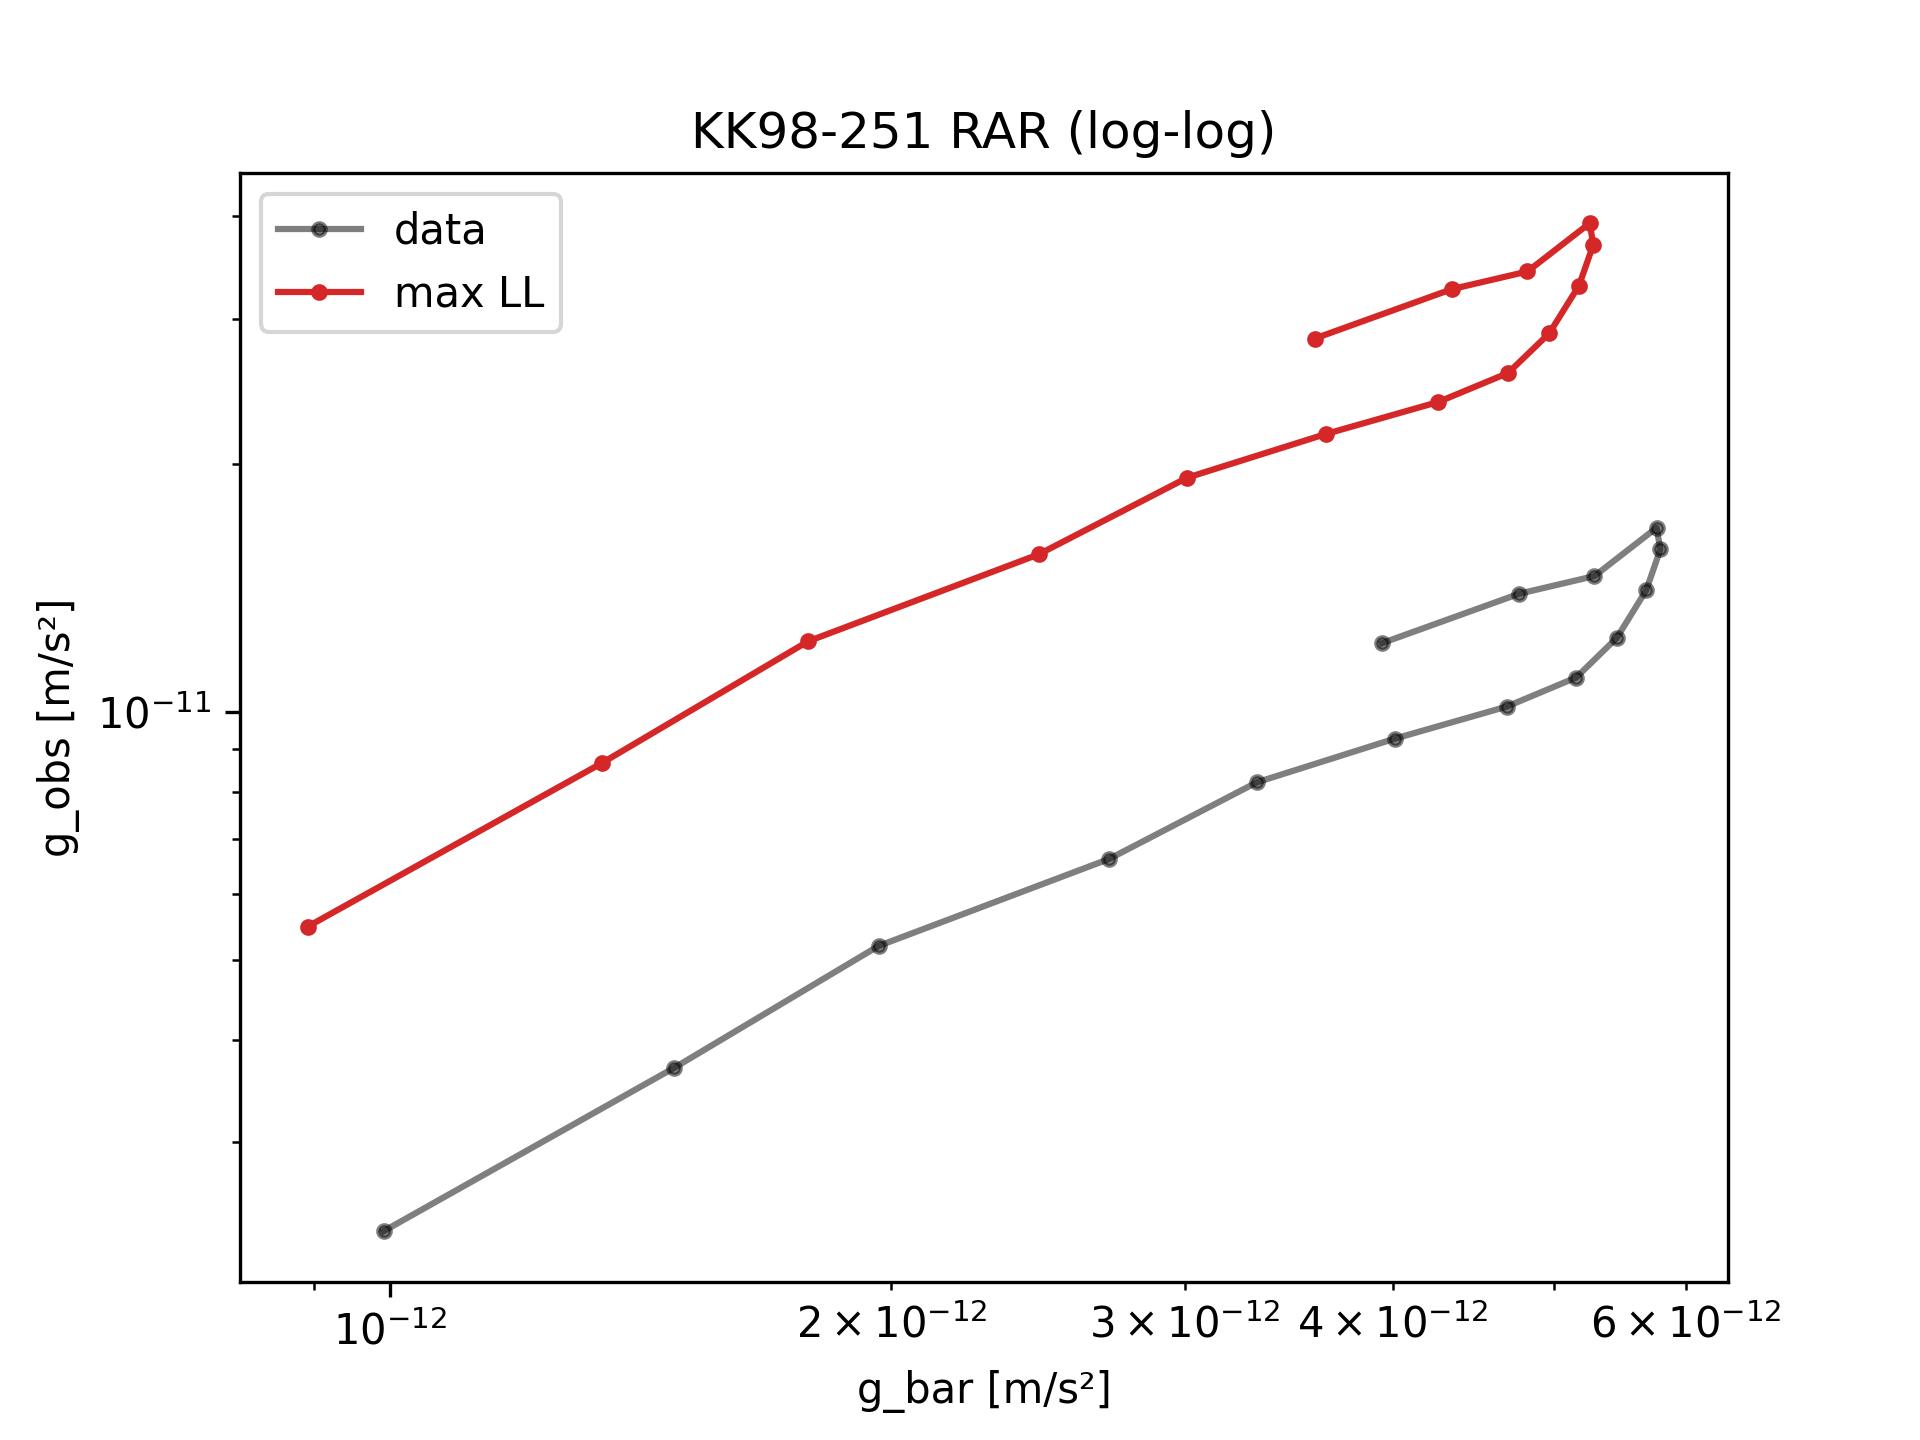 KK98-251 RAR (log-log)
data
max LL
g_obs [m/s²]
10⁻¹¹
10⁻¹²
2 × 10⁻¹²
3 × 10⁻¹²
4 × 10⁻¹²
6 × 10⁻¹²
g_bar [m/s²]